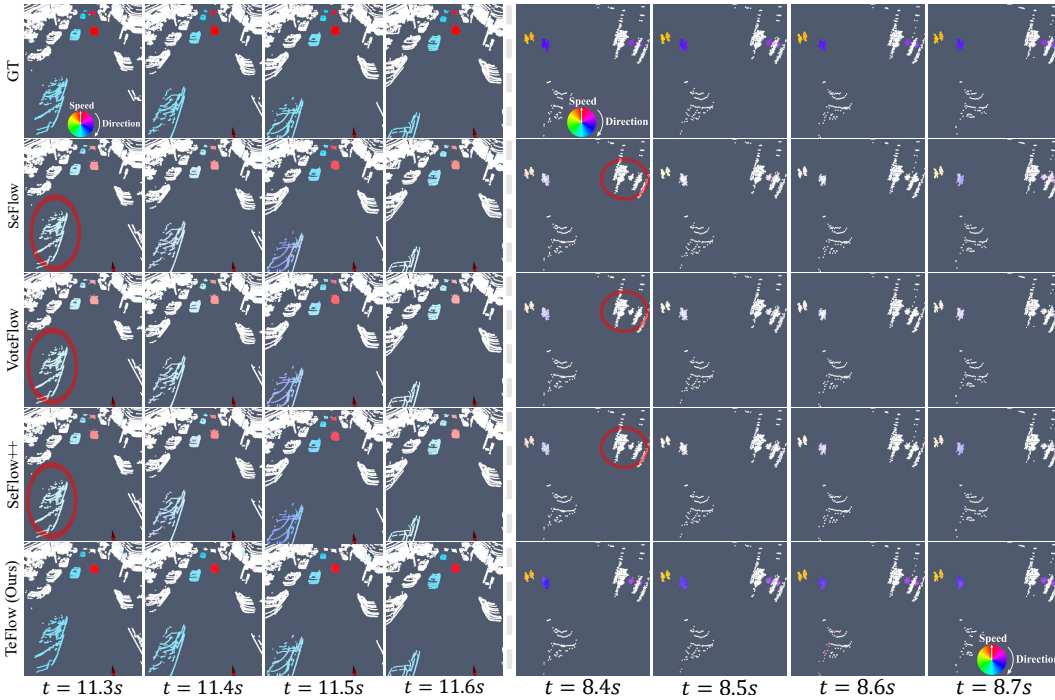 GT
Speed
Direction
Speed
Direction
SeFlow
VoteFlow
SeFlow++
TeFlow (Ours)
Speed
Direction
t = 11.3s
t = 11.4s
t = 11.5s
t = 11.6s
t = 8.4s
t = 8.5s
t = 8.6s
t = 8.7s